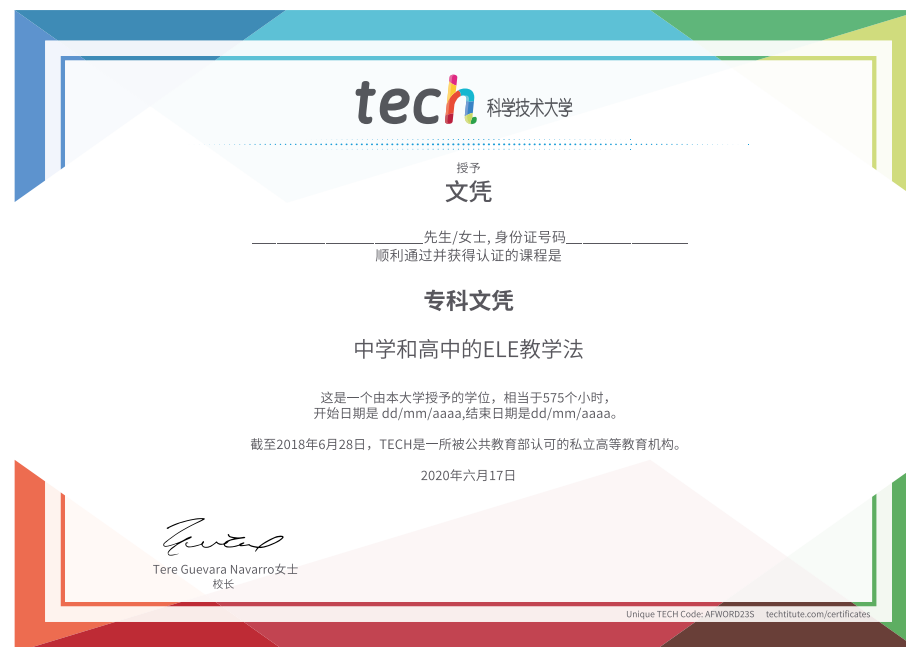 tech 科学技术大学
授予
文凭
______________________先生/女士, 身份证号码_________________
顺利通过并获得认证的课程是
专科文凭
中学和高中的ELE教学法
这是一个由本大学授予的学位，相当于575个小时，
开始日期是 dd/mm/aaaa,结束日期是dd/mm/aaaa。
截至2018年6月28日，TECH是一所被公共教育部认可的私立高等教育机构。
2020年六月17日
Tere Guevara Navarro女士
校长
Unique TECH Code: AFWORD23S techtitute.com/certificates